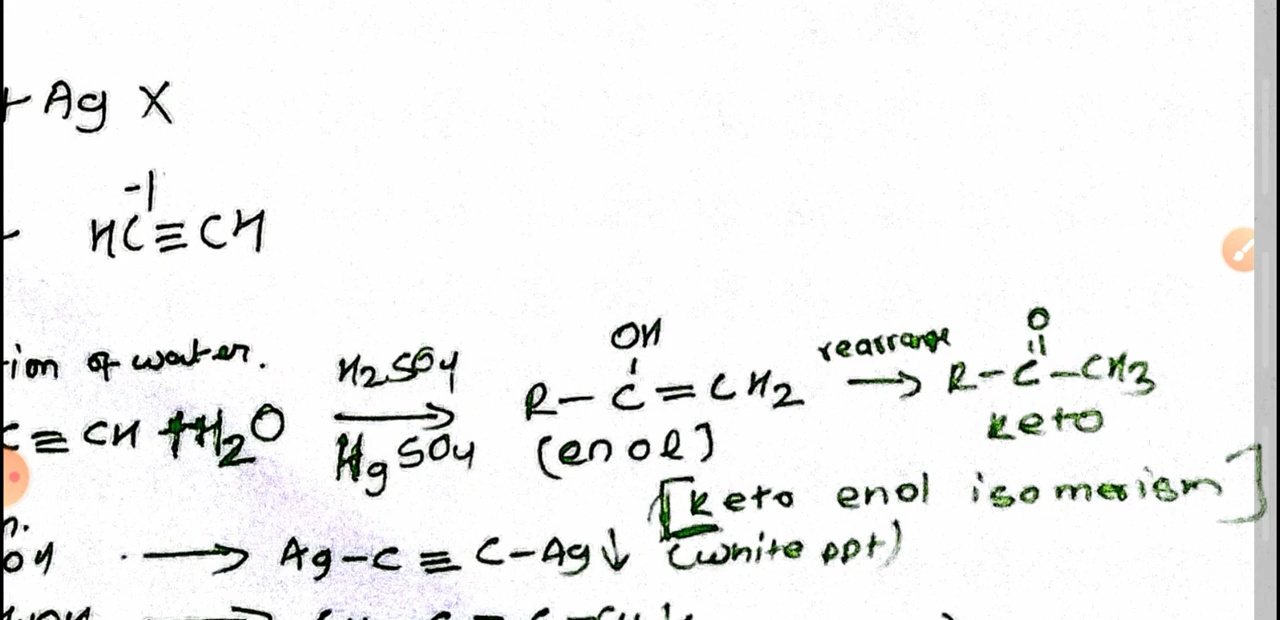 + Ag X
-1
HC≡CH
tion of water.
H2SO4
OH
rearrange
O
C≡CH + H2O ⟶ R-C=CH2 ⟶ R-C-CH3
HgSO4
(enol)
keto
[keto enol isomerism]
⟶ Ag-C≡C-Ag↓ (white ppt)